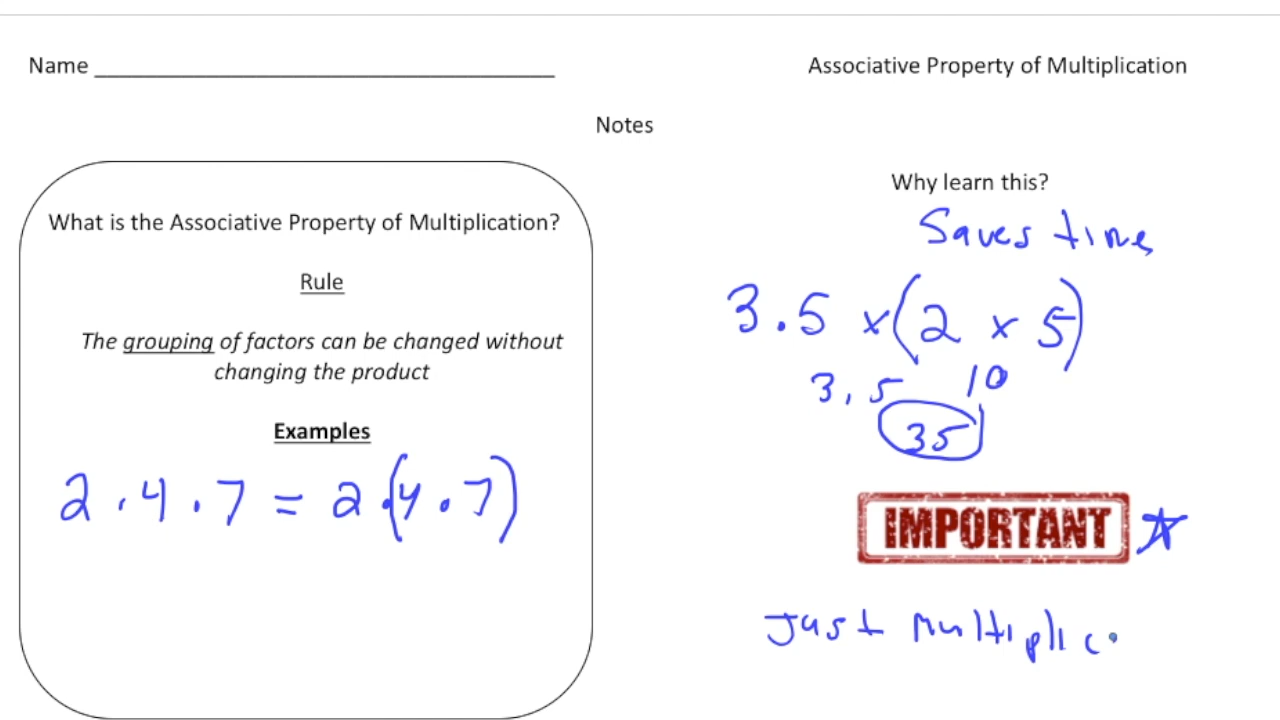 Name
Associative Property of Multiplication
Notes
What is the Associative Property of Multiplication?
Rule
The grouping of factors can be changed without
changing the product
Examples
2 . 4 . 7 = 2 . (4 . 7)
Why learn this?
Saves time
3.5 x (2 x 5)
3.5 10
35
IMPORTANT
Just Multiplic